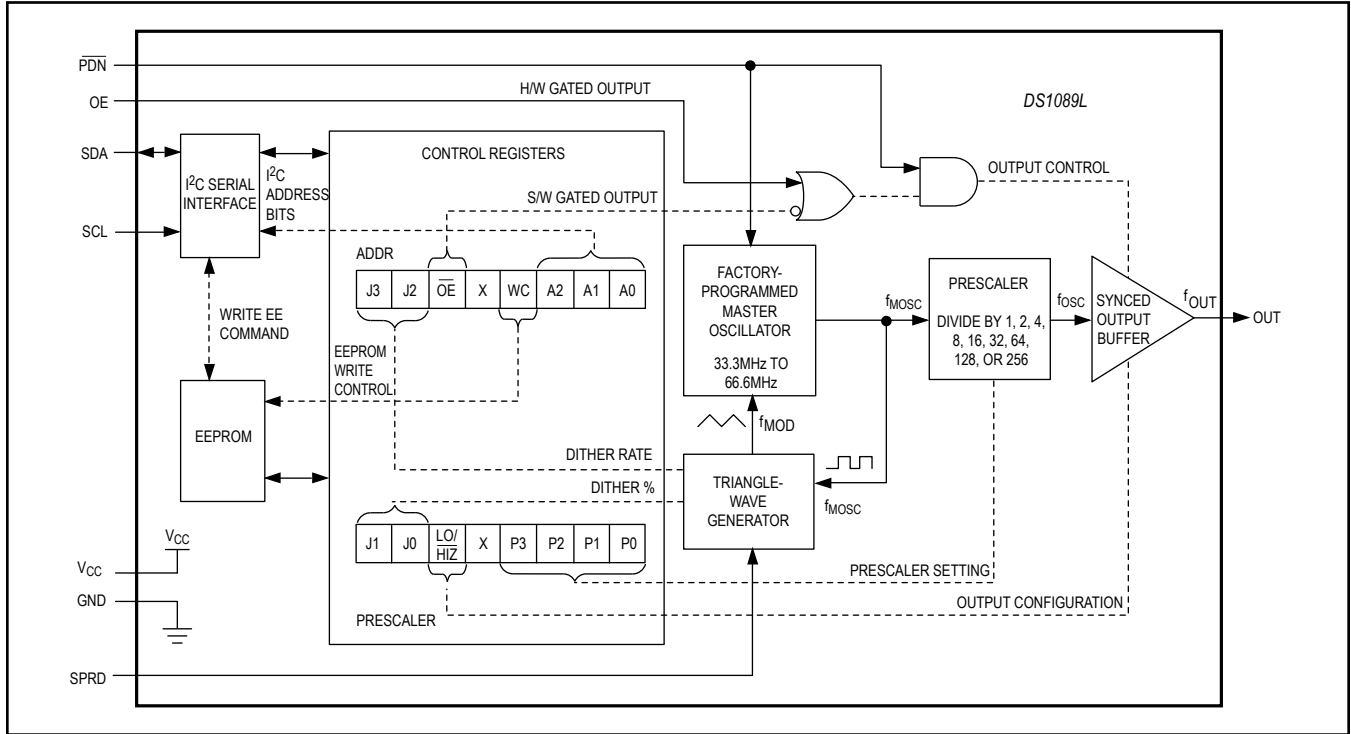 PDN
OE
H/W GATED OUTPUT
DS1089L
SDA
SCL
I²C SERIAL
INTERFACE
I²C
ADDRESS
BITS
CONTROL REGISTERS
S/W GATED OUTPUT
OUTPUT CONTROL
ADDR
J3 J2 OE X WC A2 A1 A0
WRITE EE
COMMAND
EEPROM
WRITE
CONTROL
EEPROM
FACTORY-
PROGRAMMED
MASTER
OSCILLATOR
33.3MHz TO
66.6MHz
fMOSC
PRESCALER
DIVIDE BY 1, 2, 4,
8, 16, 32, 64,
128, OR 256
fOSC
SYNCED
OUTPUT
BUFFER
fOUT
OUT
fMOD
DITHER RATE
DITHER %
TRIANGLE-
WAVE
GENERATOR
fMOSC
J1 J0 LO/HIZ X P3 P2 P1 P0
PRESCALER SETTING
OUTPUT CONFIGURATION
PRESCALER
VCC
VCC
GND
SPRD